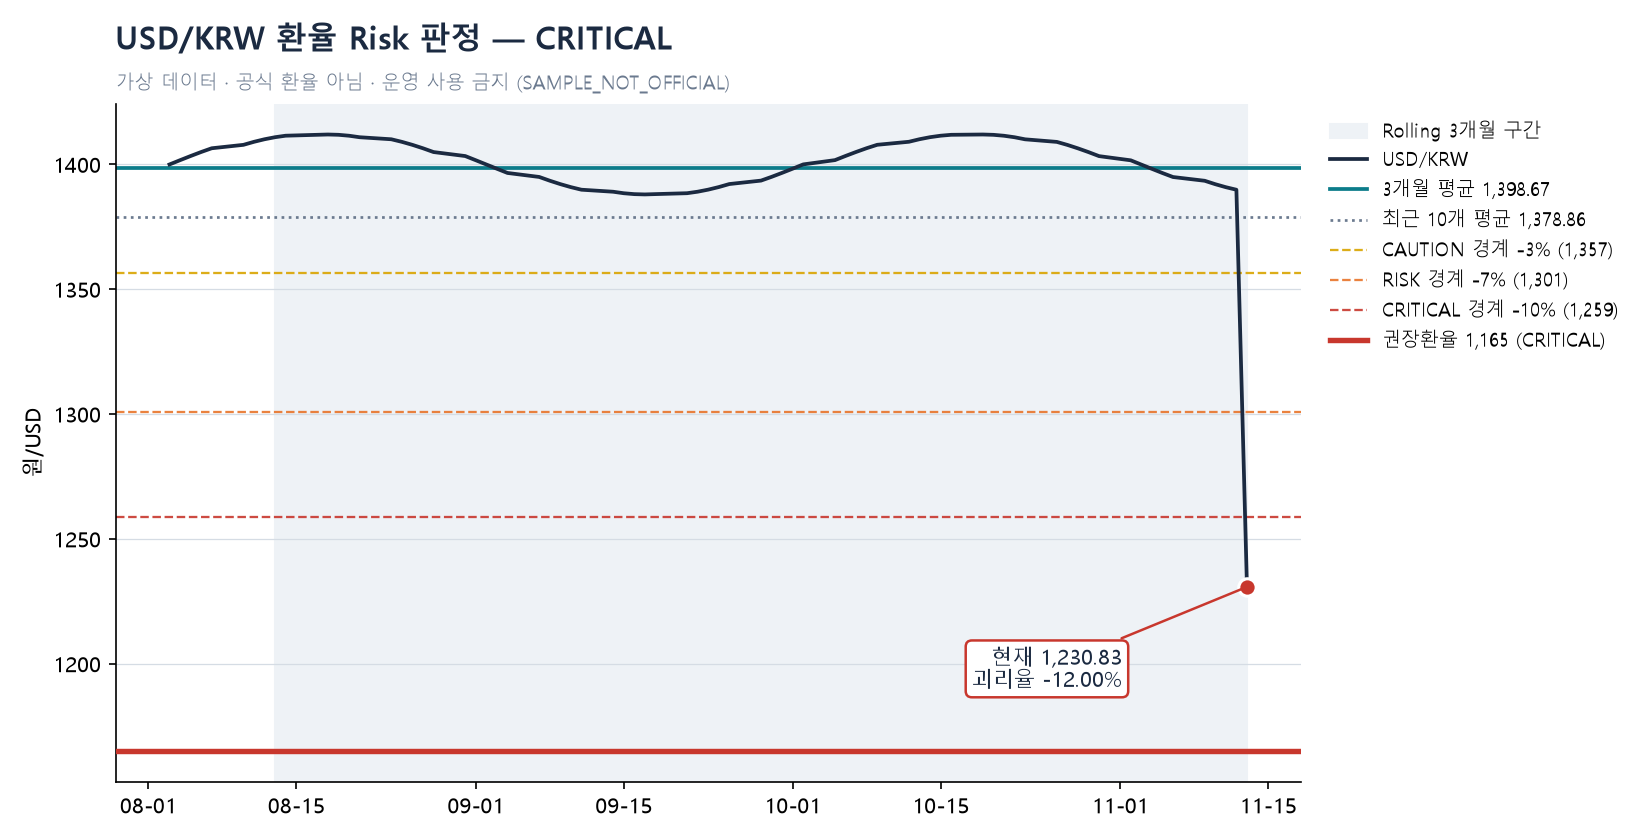 USD/KRW 환율 Risk 판정 — CRITICAL
가상 데이터 · 공식 환율 아님 · 운영 사용 금지 (SAMPLE_NOT_OFFICIAL)
Rolling 3개월 구간
USD/KRW
3개월 평균 1,398.67
최근 10개 평균 1,378.86
CAUTION 경계 -3% (1,357)
RISK 경계 -7% (1,301)
CRITICAL 경계 -10% (1,259)
권장환율 1,165 (CRITICAL)
원/USD
1400
1350
1300
1250
1200
현재 1,230.83
괴리율 -12.00%
08-01
08-15
09-01
09-15
10-01
10-15
11-01
11-15